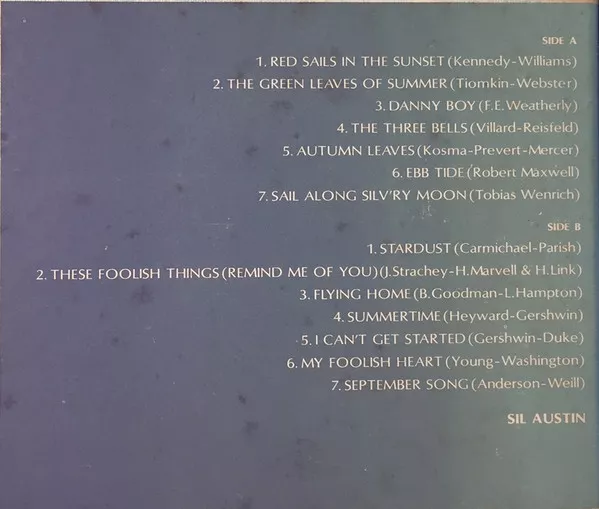 SIDE A
1. RED SAILS IN THE SUNSET (Kennedy-Williams)
2. THE GREEN LEAVES OF SUMMER (Tiomkin-Webster)
3. DANNY BOY (F.E. Weatherly)
4. THE THREE BELLS (Villard-Reisfeld)
5. AUTUMN LEAVES (Kosma-Prevert-Mercer)
6. EBB TIDE (Robert Maxwell)
7. SAIL ALONG SILV'RY MOON (Tobias Wenrich)
SIDE B
1. STARDUST (Carmichael-Parish)
2. THESE FOOLISH THINGS (REMIND ME OF YOU) (J.Strachey-H.Marvell & H.Link)
3. FLYING HOME (B.Goodman-L.Hampton)
4. SUMMERTIME (Heyward-Gershwin)
5. I CAN'T GET STARTED (Gershwin-Duke)
6. MY FOOLISH HEART (Young-Washington)
7. SEPTEMBER SONG (Anderson-Weill)
SIL AUSTIN